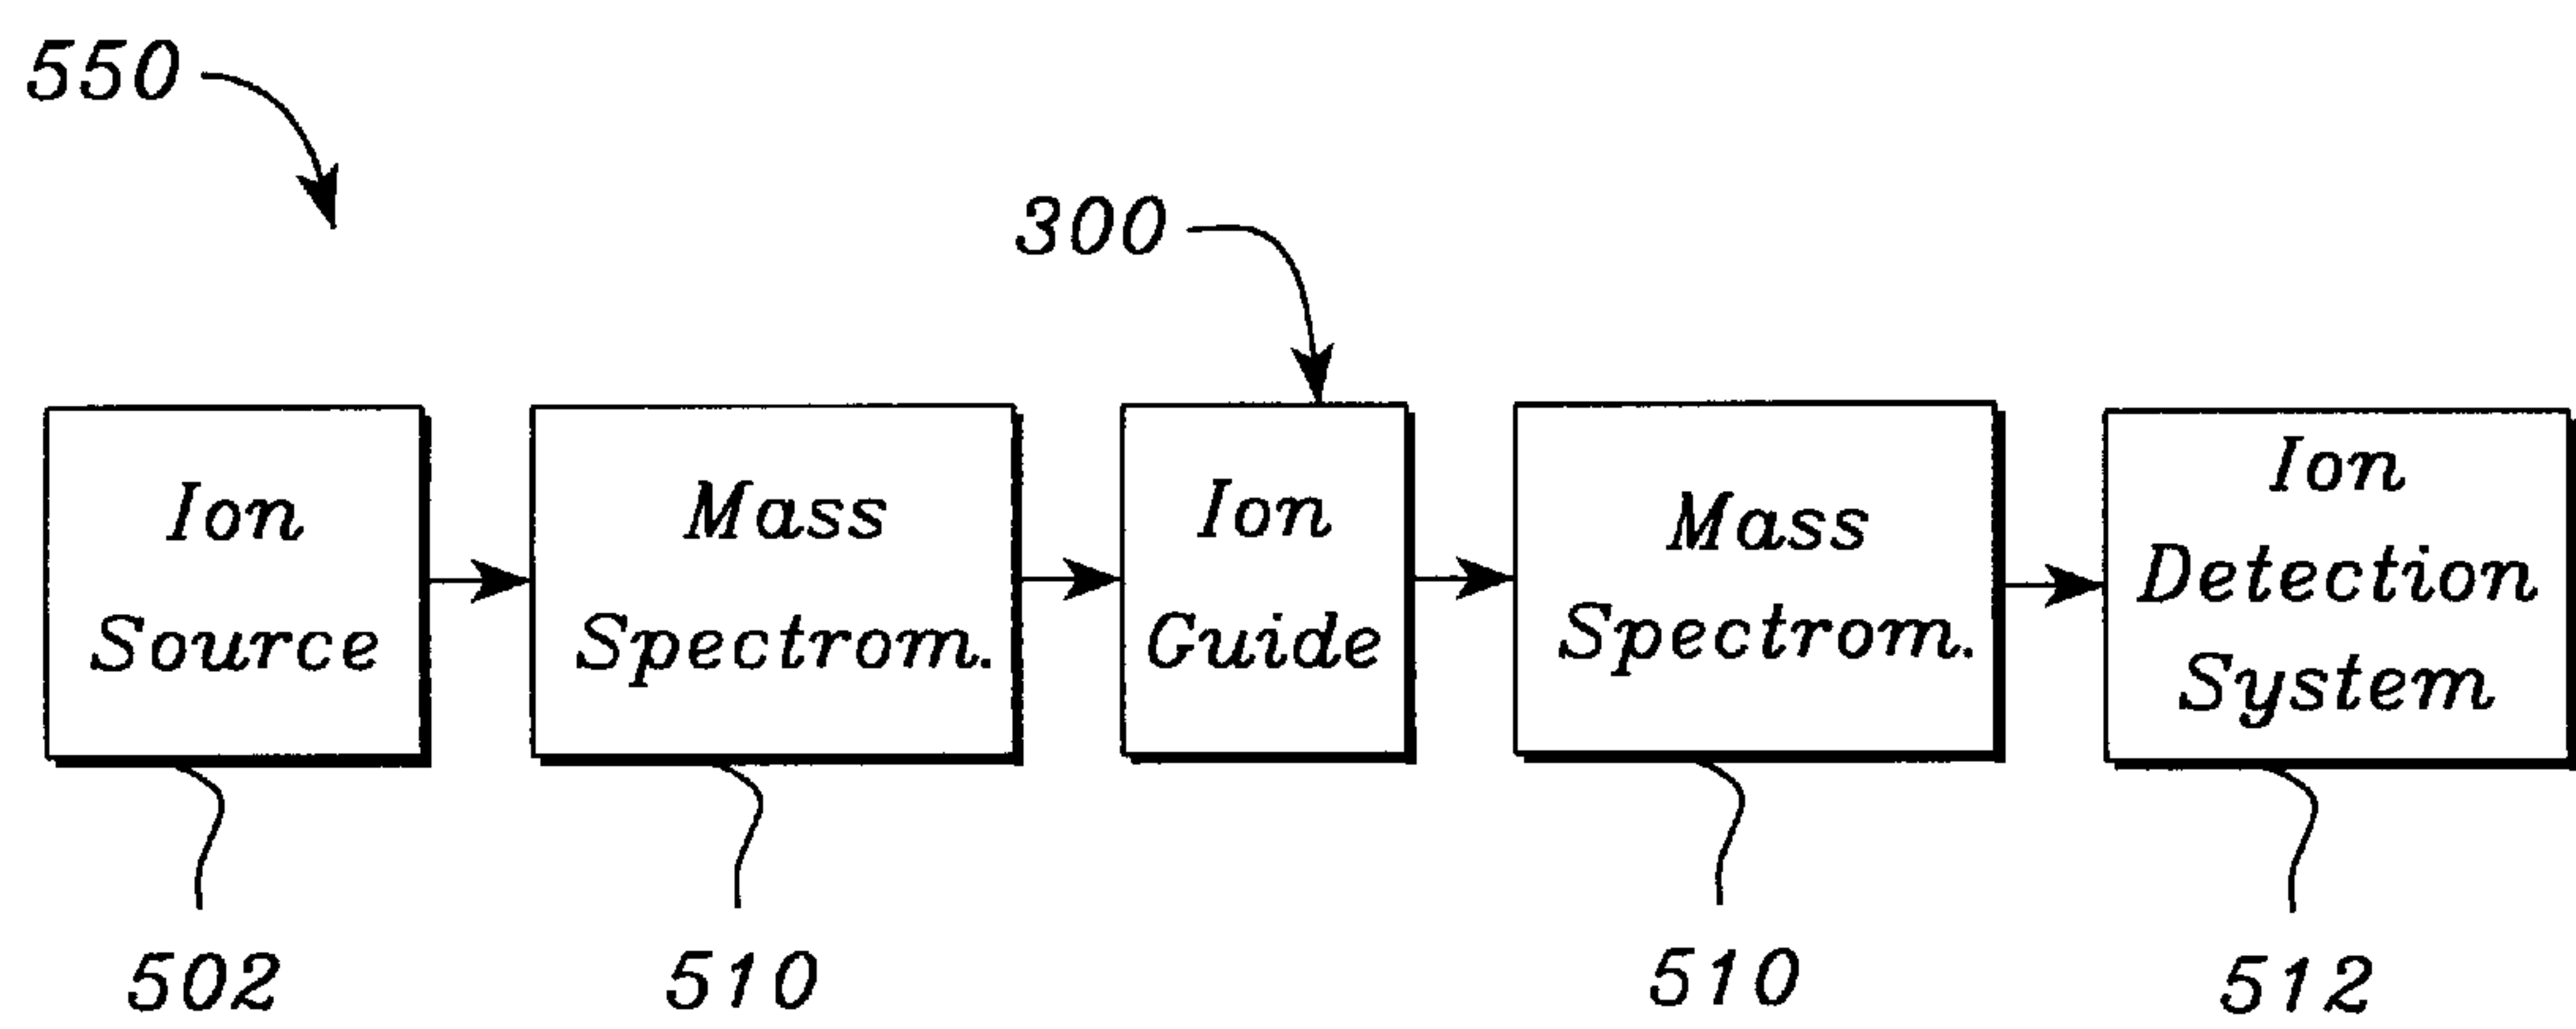 550
300
Ion
Source
Mass
Spectrom.
Ion
Guide
Mass
Spectrom.
Ion
Detection
System
502
510
510
512